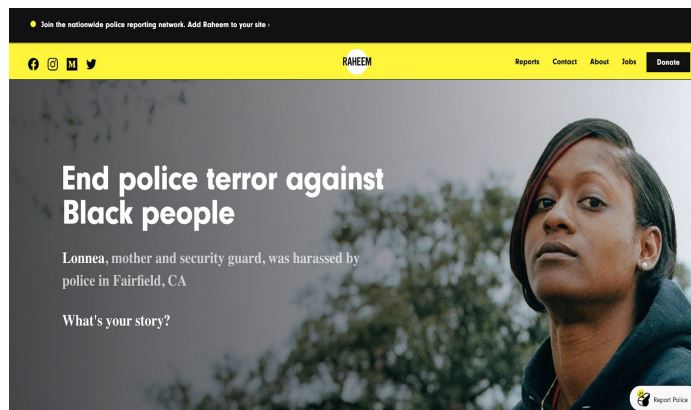 Join the nationwide police reporting network. Add Raheem to your site ›
RAHEEM
Reports Contact About Jobs Donate
End police terror against
Black people
Lonnea, mother and security guard, was harassed by
police in Fairfield, CA
What's your story?
Report Police